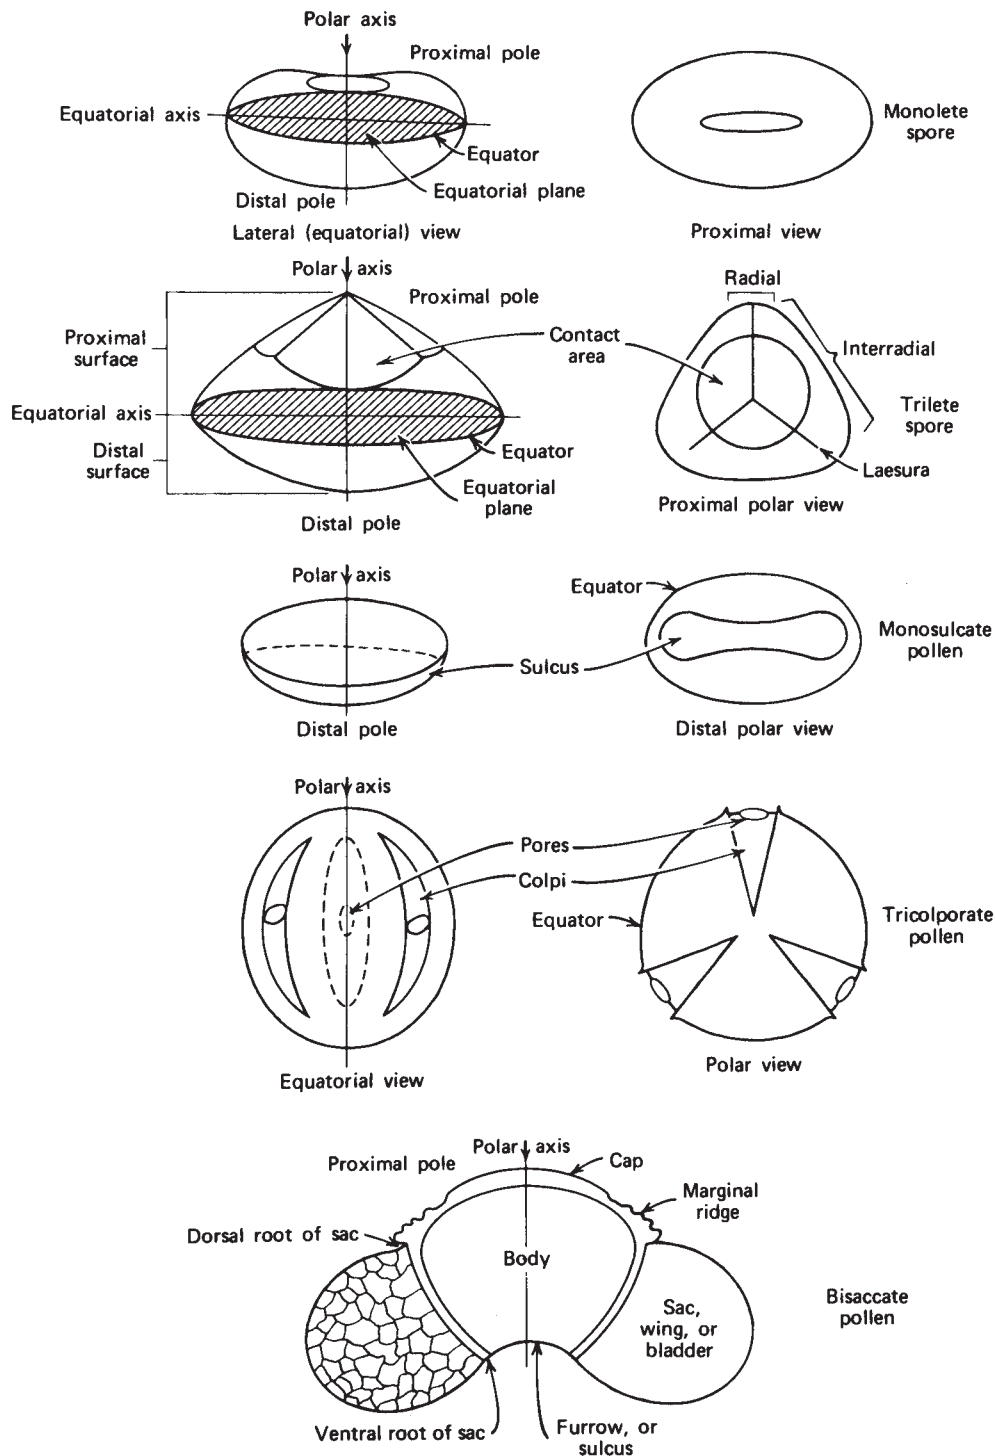 Polar axis
Proximal pole
Equatorial axis
Equator
Equatorial plane
Distal pole
Lateral (equatorial) view
Monolete
spore
Proximal view
Polar axis
Proximal pole
Proximal
surface
Contact
area
Equatorial axis
Distal
surface
Equator
Equatorial
plane
Distal pole
Radial
Interradial
Trilete
spore
Laesura
Proximal polar view
Polar axis
Sulcus
Distal pole
Equator
Monosulcate
pollen
Distal polar view
Polar axis
Pores
Colpi
Equator
Tricolporate
pollen
Equatorial view
Polar view
Polar axis
Proximal pole
Cap
Marginal
ridge
Dorsal root of sac
Body
Sac,
wing, or
bladder
Bisaccate
pollen
Ventral root of sac
Furrow, or
sulcus